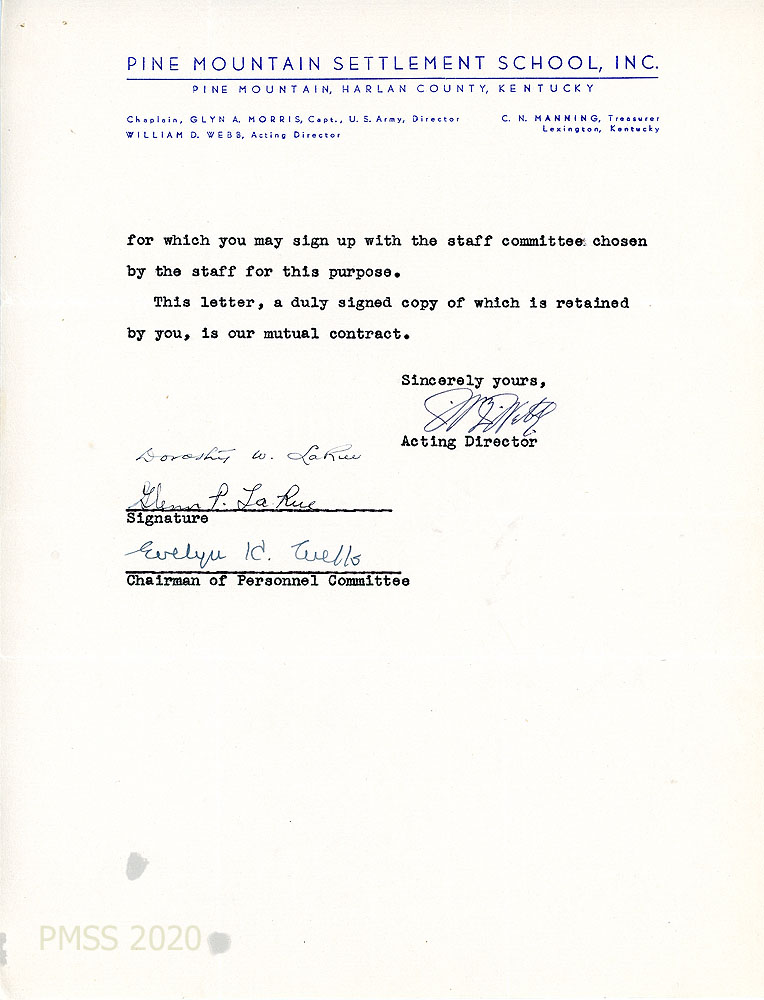 PINE MOUNTAIN SETTLEMENT SCHOOL, INC.
PINE MOUNTAIN, HARLAN COUNTY, KENTUCKY
Chaplain, GLYN A. MORRIS, Capt., U. S. Army, Director
C. N. MANNING, Treasurer
WILLIAM D. WEBB, Acting Director
Lexington, Kentucky
for which you may sign up with the staff committee chosen
by the staff for this purpose.
This letter, a duly signed copy of which is retained
by you, is our mutual contract.
Sincerely yours,
W D Webb
Acting Director
Dorothy W. LaRue
Glenn P. La Rue
Signature
Evelyn K. Wells
Chairman of Personnel Committee
PMSS 2020